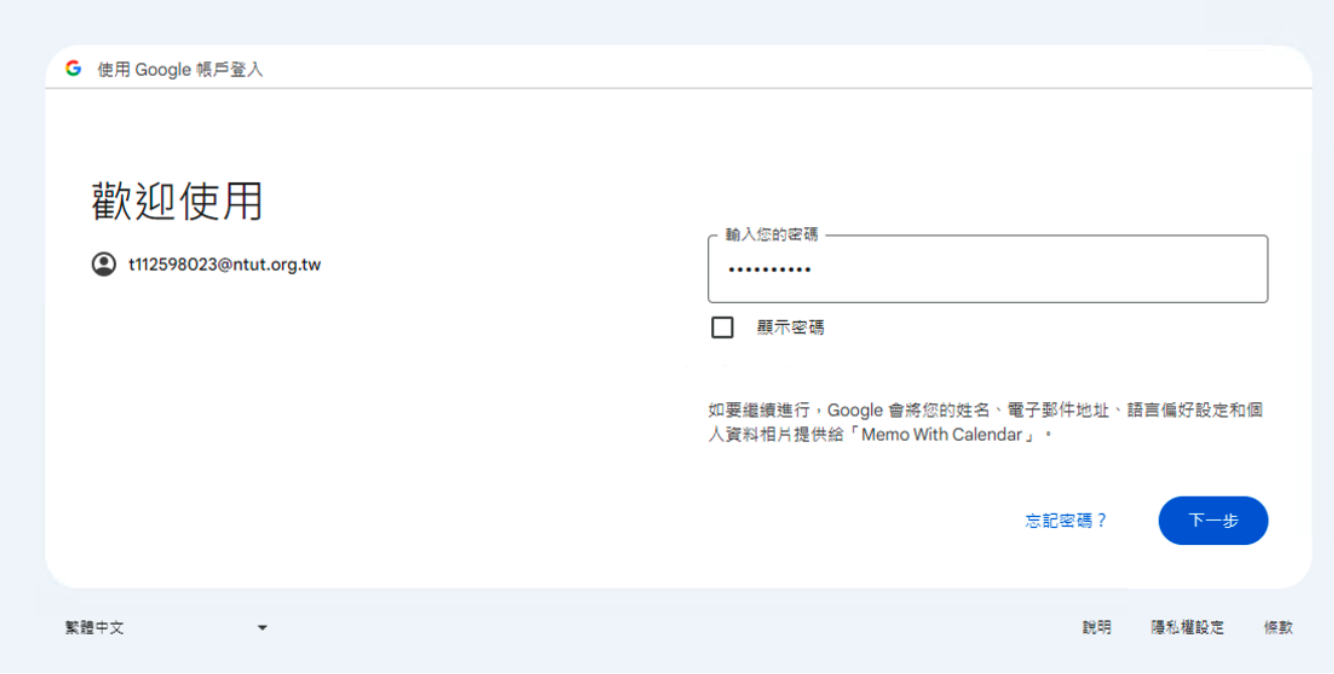 使用 Google 帳戶登入
歡迎使用
t112598023@ntut.org.tw
輸入您的密碼
••••••••••
顯示密碼
如要繼續進行，Google 會將您的姓名、電子郵件地址、語言偏好設定和個
人資料相片提供給「Memo With Calendar」。
忘記密碼？
下一步
繁體中文
說明
隱私權設定
條款